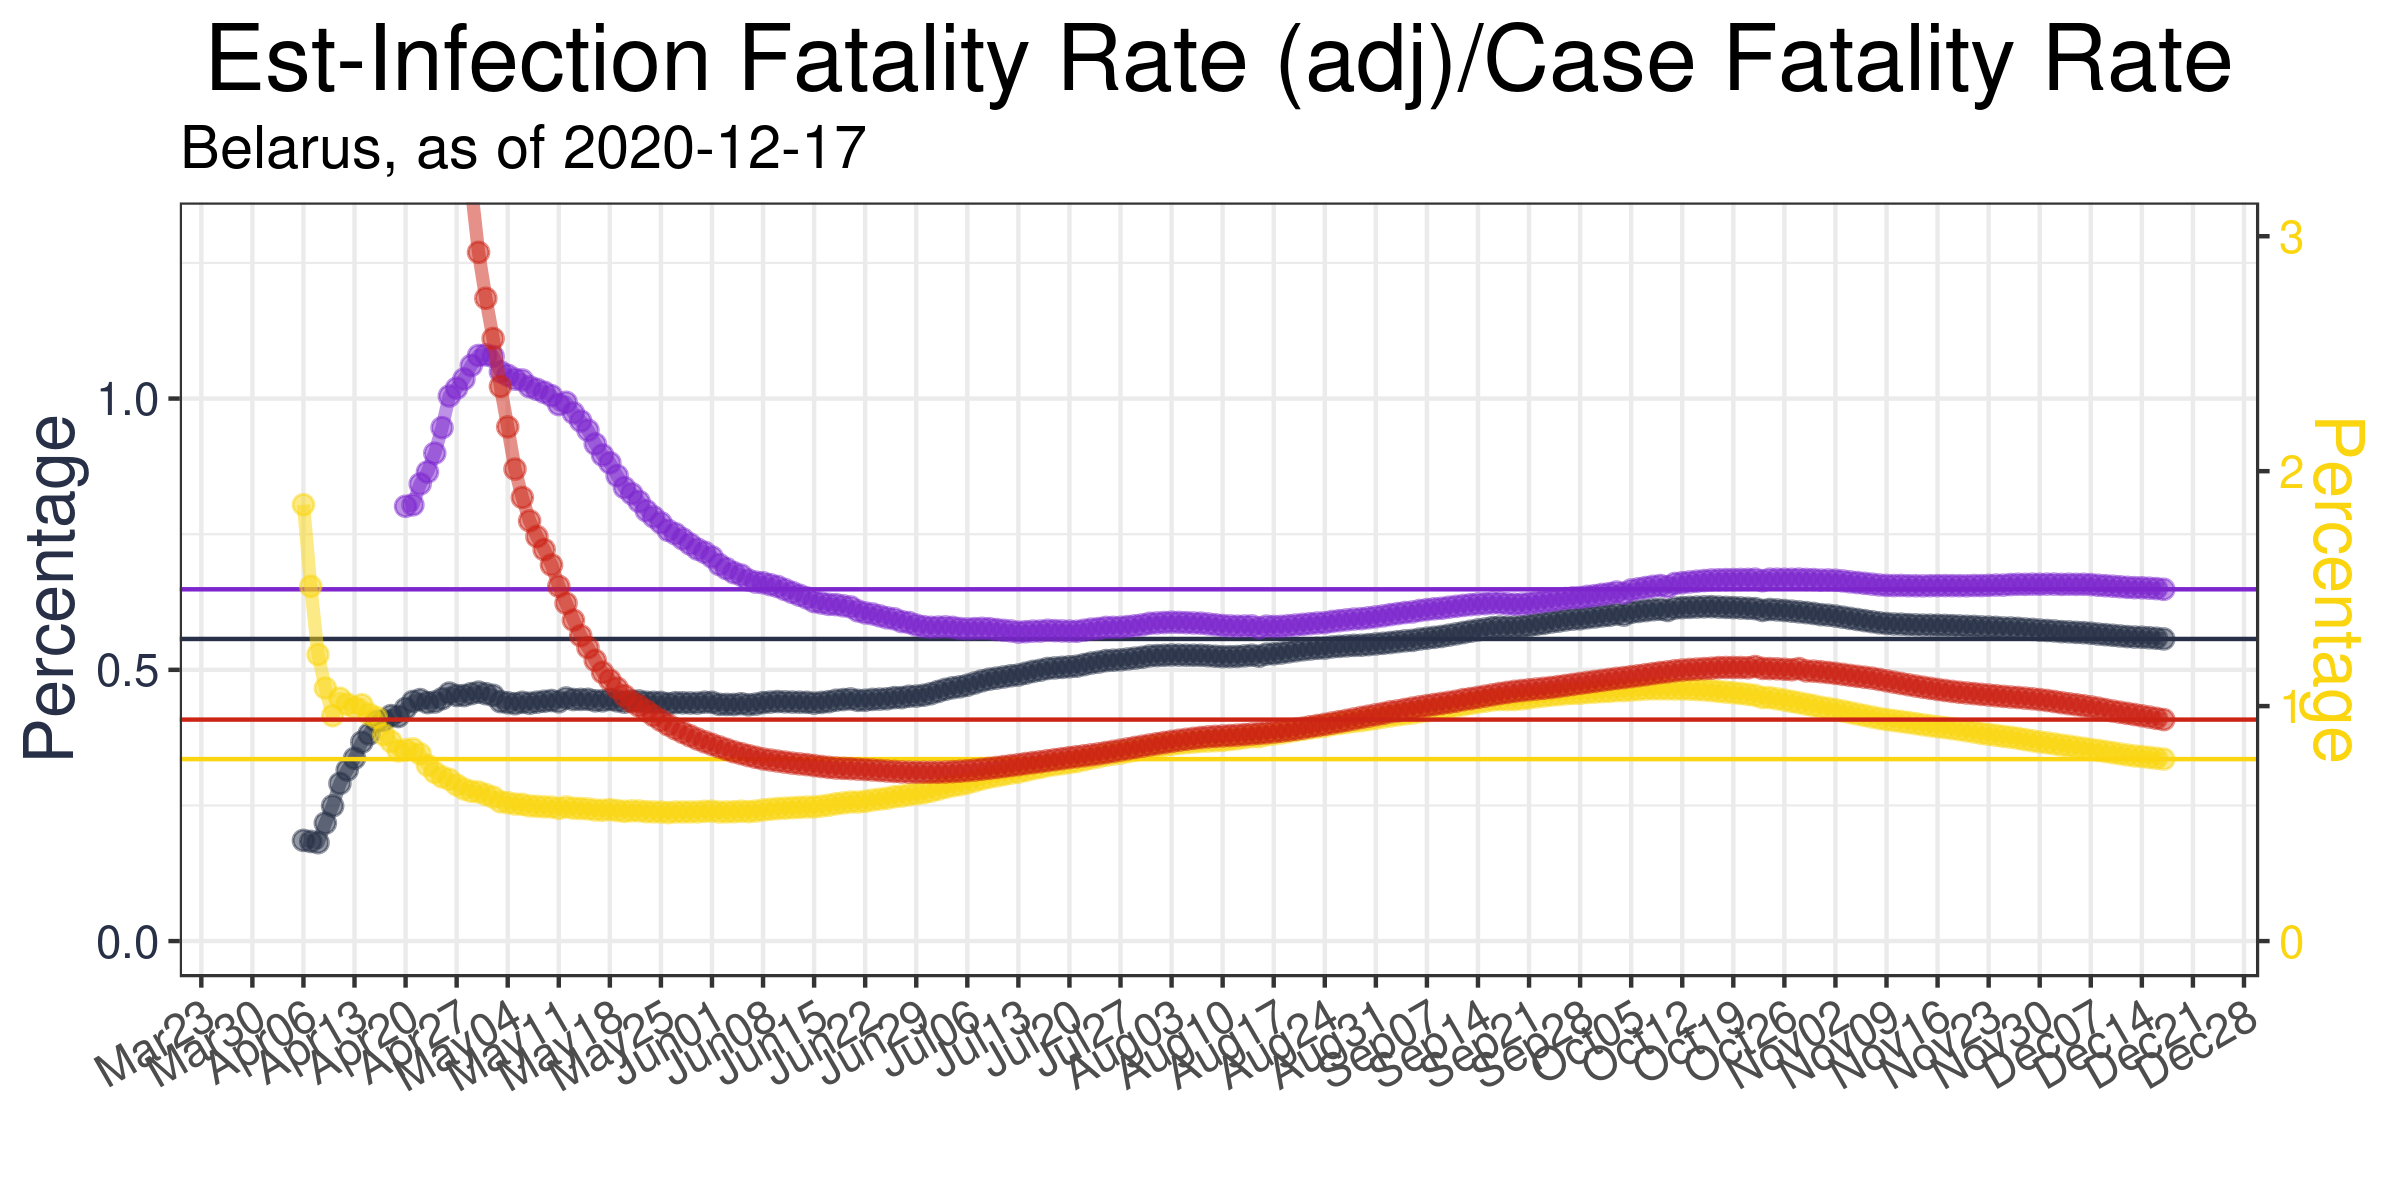 Est-Infection Fatality Rate (adj)/Case Fatality Rate
Belarus, as of 2020-12-17
Percentage
1.0
0.5
0.0
3
2
1
0
Percentage
Mar23
Mar30
Apr06
Apr13
Apr20
Apr27
May04
May11
May18
May25
Jun01
Jun08
Jun15
Jun22
Jun29
Jul06
Jul13
Jul20
Jul27
Aug03
Aug10
Aug17
Aug24
Aug31
Sep07
Sep14
Sep21
Sep28
Oct05
Oct12
Oct19
Oct26
Nov02
Nov09
Nov16
Nov23
Nov30
Dec07
Dec14
Dec21
Dec28